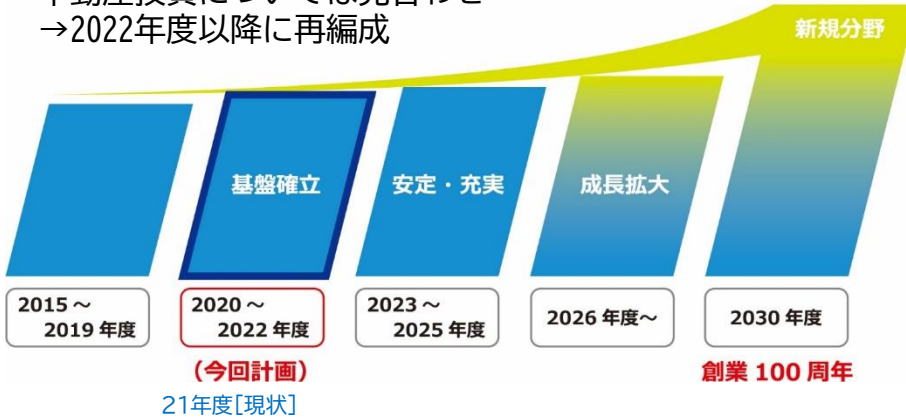 →2022年度以降に再編成
新規分野
基盤確立
安定・充実
成長拡大
2015～
2019年度
2020～
2022年度
2023～
2025年度
2026年度～
2030年度
(今回計画)
創業100周年
21年度[現状]